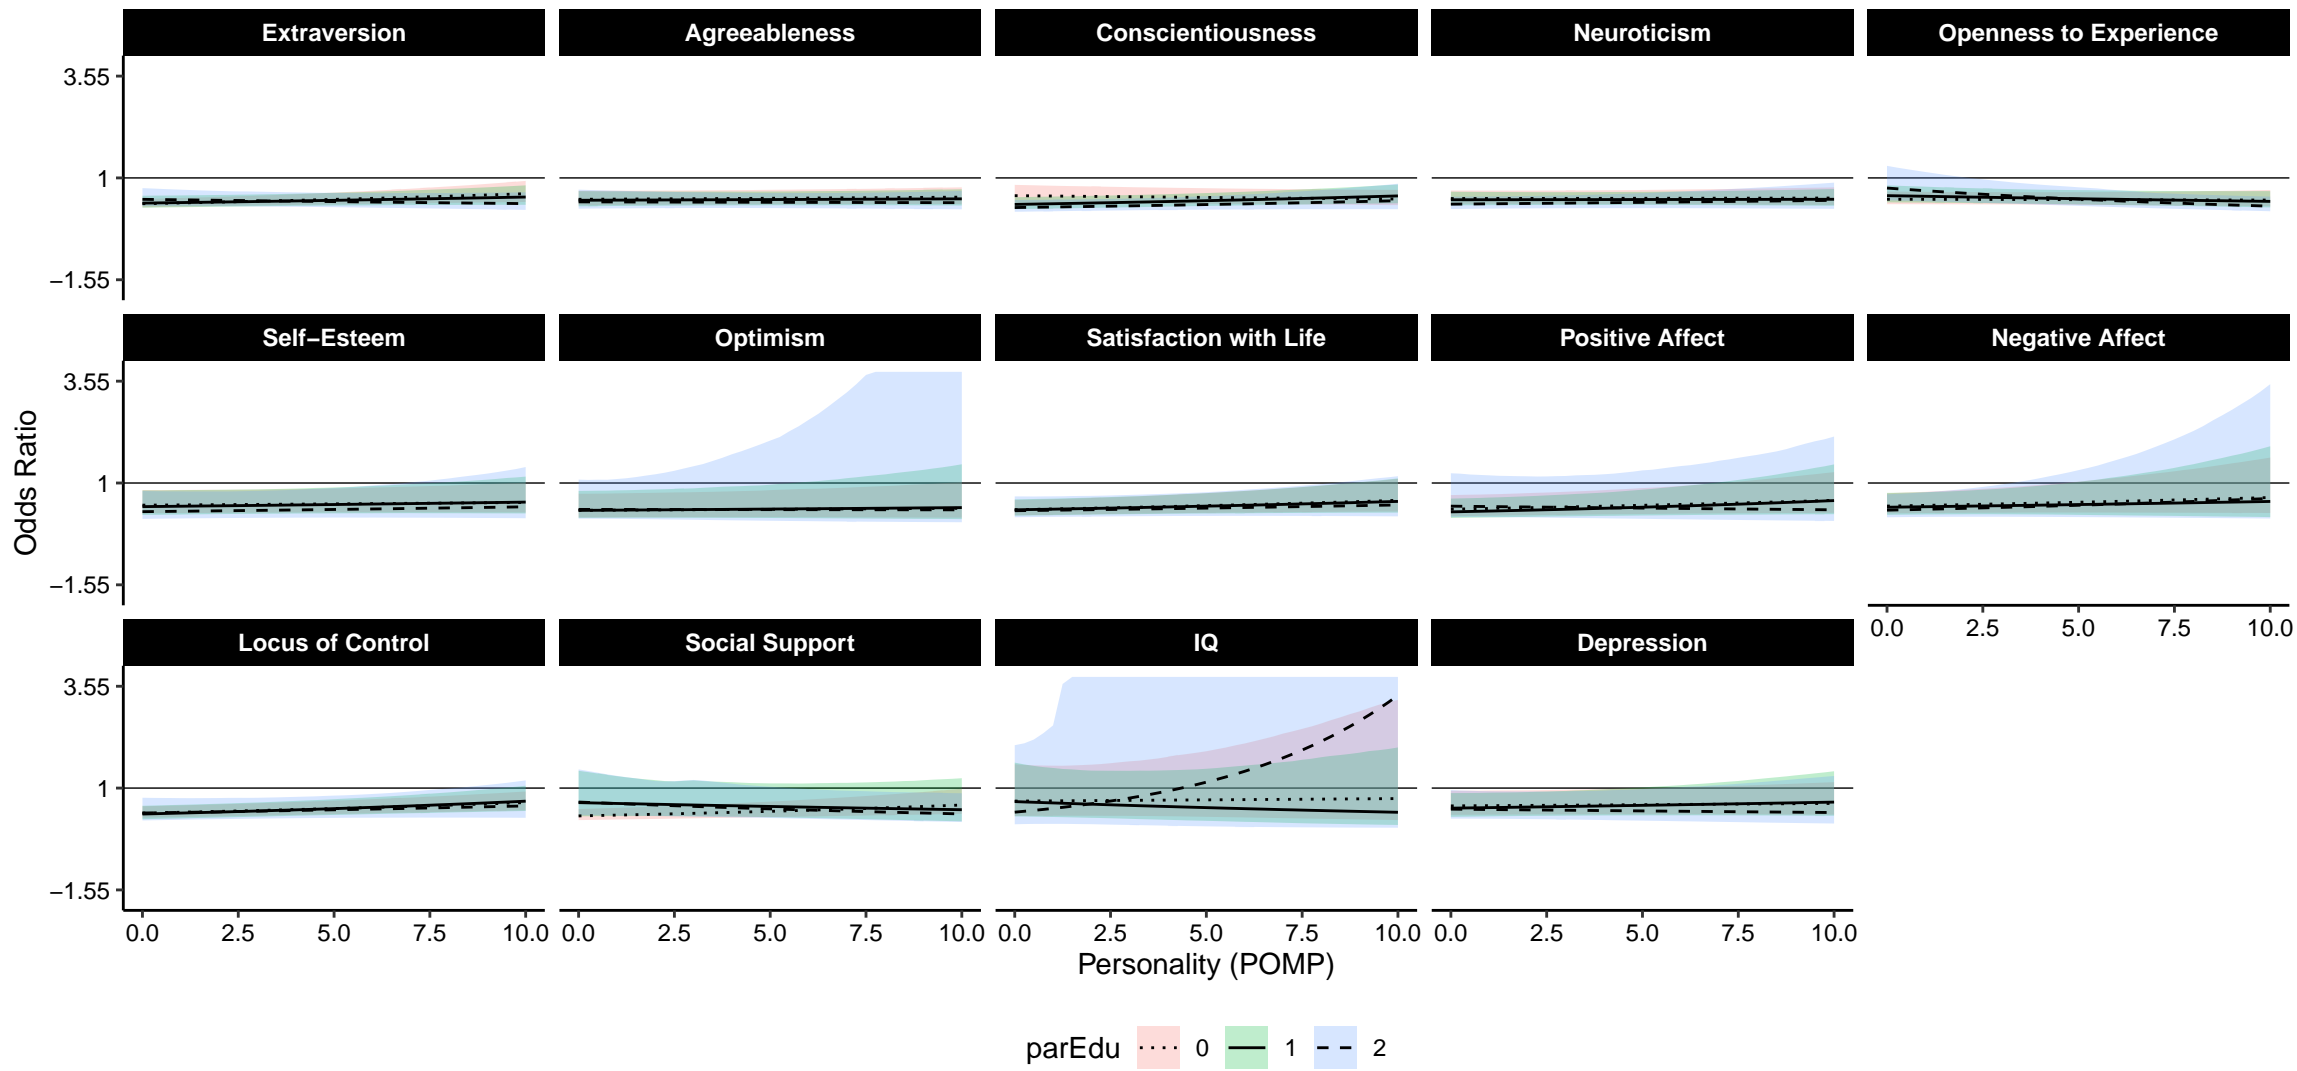 Extraversion Agreeableness Conscientiousness Neuroticism Openness to Experience
3.55
1
−1.55
Self−Esteem Optimism Satisfaction with Life Positive Affect Negative Affect
3.55
1
−1.55
0.0 2.5 5.0 7.5 10.0
Locus of Control Social Support IQ Depression
3.55
1
−1.55
0.0 2.5 5.0 7.5 10.0 0.0 2.5 5.0 7.5 10.0 0.0 2.5 5.0 7.5 10.0 0.0 2.5 5.0 7.5 10.0
Odds Ratio
Personality (POMP)
parEdu 0 1 2